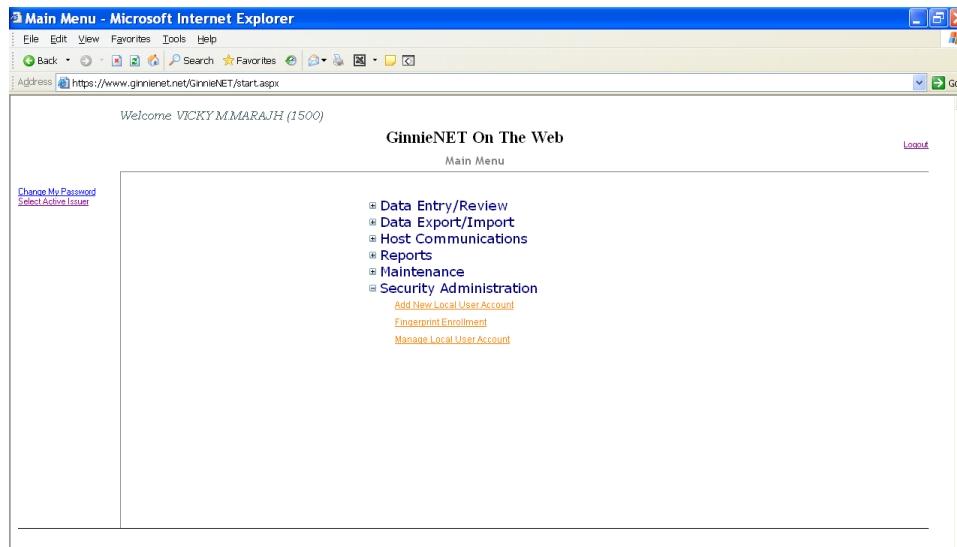 Main Menu - Microsoft Internet Explorer
File Edit View Favorites Tools Help
Back Search Favorites
Address https://www.ginnienet.net/GinnieNET/start.aspx
Welcome VICKY M.MARAJH (1500)
GinnieNET On The Web
Logout
Main Menu
Change My Password
Select Active Issuer
Data Entry/Review
Data Export/Import
Host Communications
Reports
Maintenance
Security Administration
Add New Local User Account
Fingerprint Enrollment
Manage Local User Account